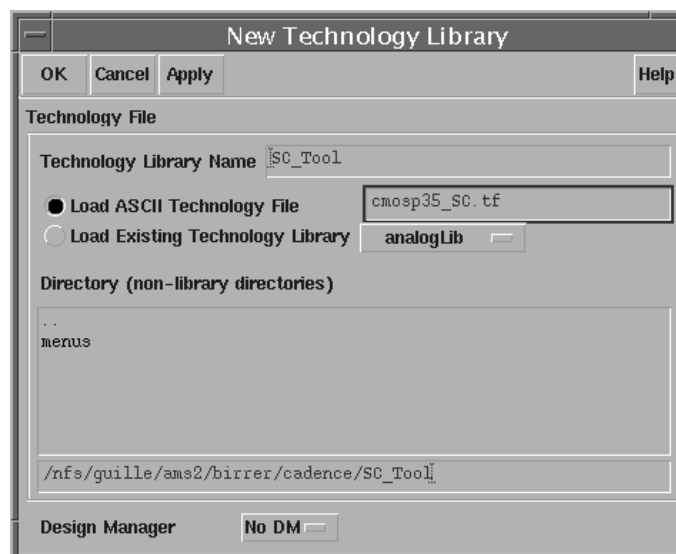 New Technology Library
OK Cancel Apply Help
Technology File
Technology Library Name SC_Tool
Load ASCII Technology File cmosp35_SC.tf
Load Existing Technology Library analogLib
Directory (non-library directories)
..
menus
/nfs/guille/ams2/birrer/cadence/SC_Tool
Design Manager No DM